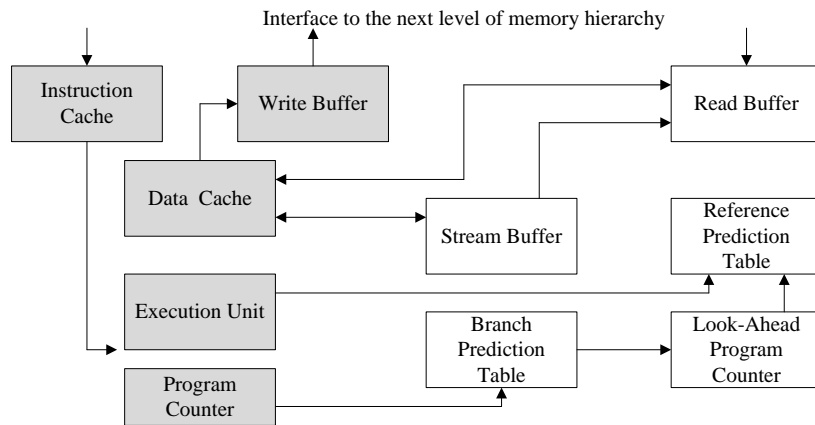 Interface to the next level of memory hierarchy
Instruction
Cache
Write Buffer
Read Buffer
Data Cache
Stream Buffer
Reference
Prediction
Table
Execution Unit
Branch
Prediction
Table
Look-Ahead
Program
Counter
Program
Counter